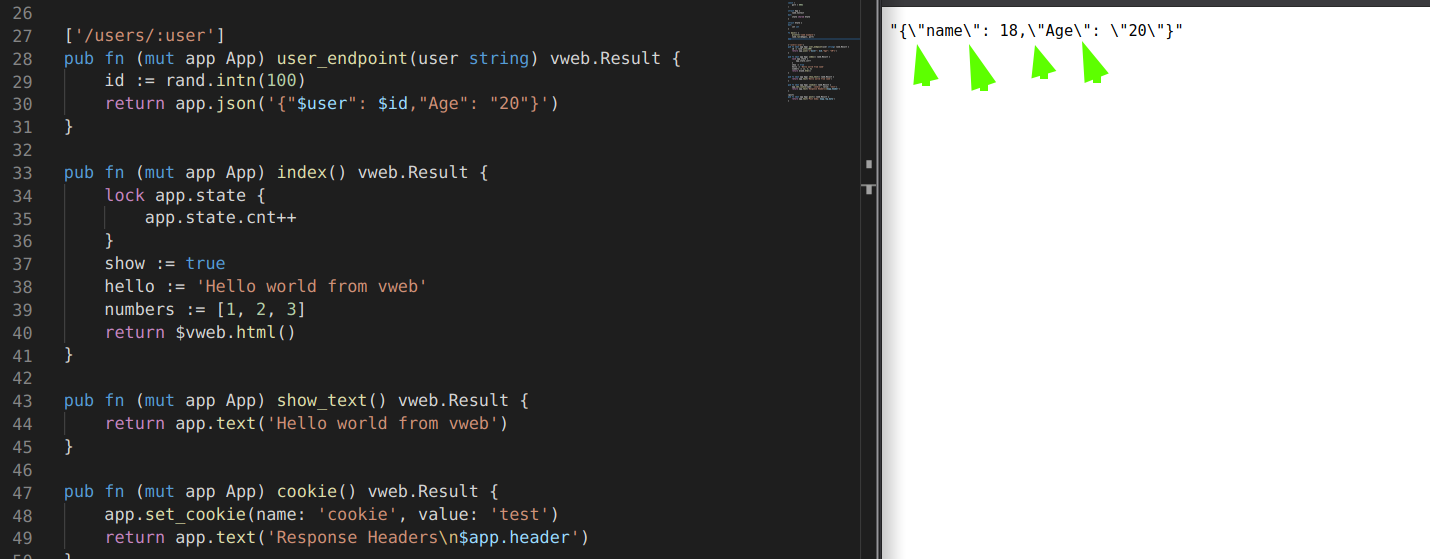 26
27 ['/users/:user']
28 pub fn (mut app App) user_endpoint(user string) vweb.Result {
29     id := rand.intn(100)
30     return app.json('{"$user": $id,"Age": "20"}')
31 }
32
33 pub fn (mut app App) index() vweb.Result {
34     lock app.state {
35         app.state.cnt++
36     }
37     show := true
38     hello := 'Hello world from vweb'
39     numbers := [1, 2, 3]
40     return $vweb.html()
41 }
42
43 pub fn (mut app App) show_text() vweb.Result {
44     return app.text('Hello world from vweb')
45 }
46
47 pub fn (mut app App) cookie() vweb.Result {
48     app.set_cookie(name: 'cookie', value: 'test')
49     return app.text('Response Headers\n$app.header')
50 }
"{\"name\": 18,\"Age\": \"20\"}"